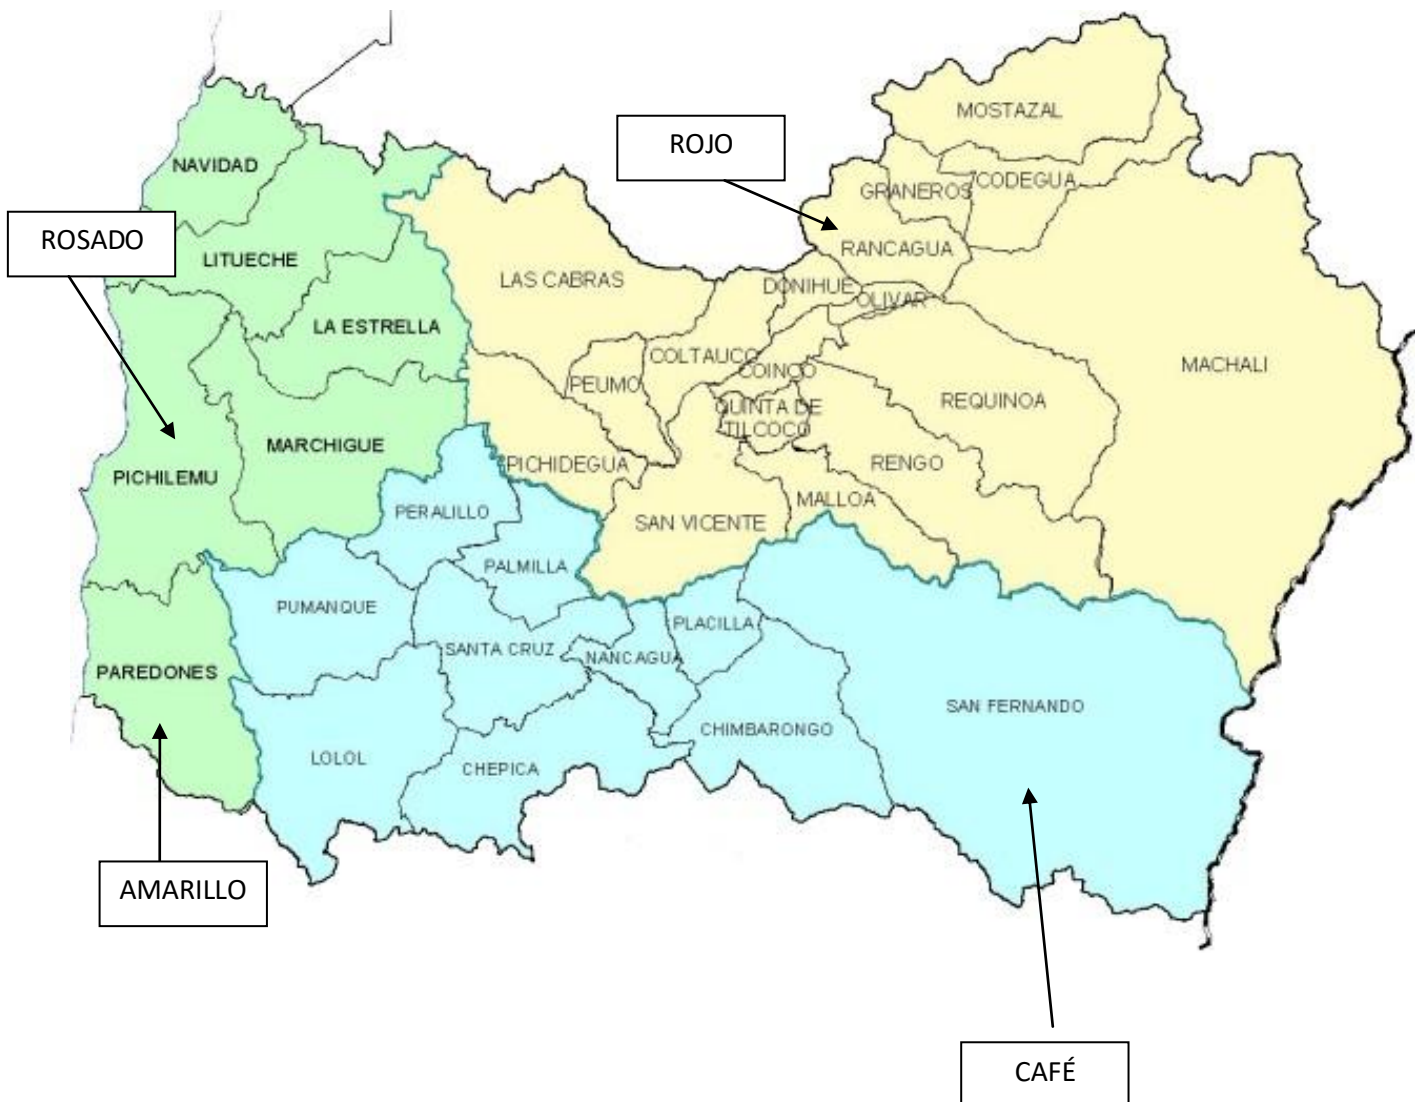 MOSTAZAL
ROJO
NAVIDAD
GRANEROS
CODEGUA
ROSADO
LITUECHE
RANCAGUA
LAS CABRAS
DONIHUE
OLIVAR
LA ESTRELLA
COLTAUCO
MACHALI
COINCO
PEUMO
REQUINOA
QUINTA DE
TILCOCO
MARCHIGUE
PICHIDEGUA
RENGO
PICHILEMU
MALLOA
PERALILLO
SAN VICENTE
PALMILLA
PUMANQUE
PLACILLA
SANTA CRUZ
NANCAGUA
PAREDONES
SAN FERNANDO
CHIMBARONGO
LOLOL
CHEPICA
AMARILLO
CAFÉ